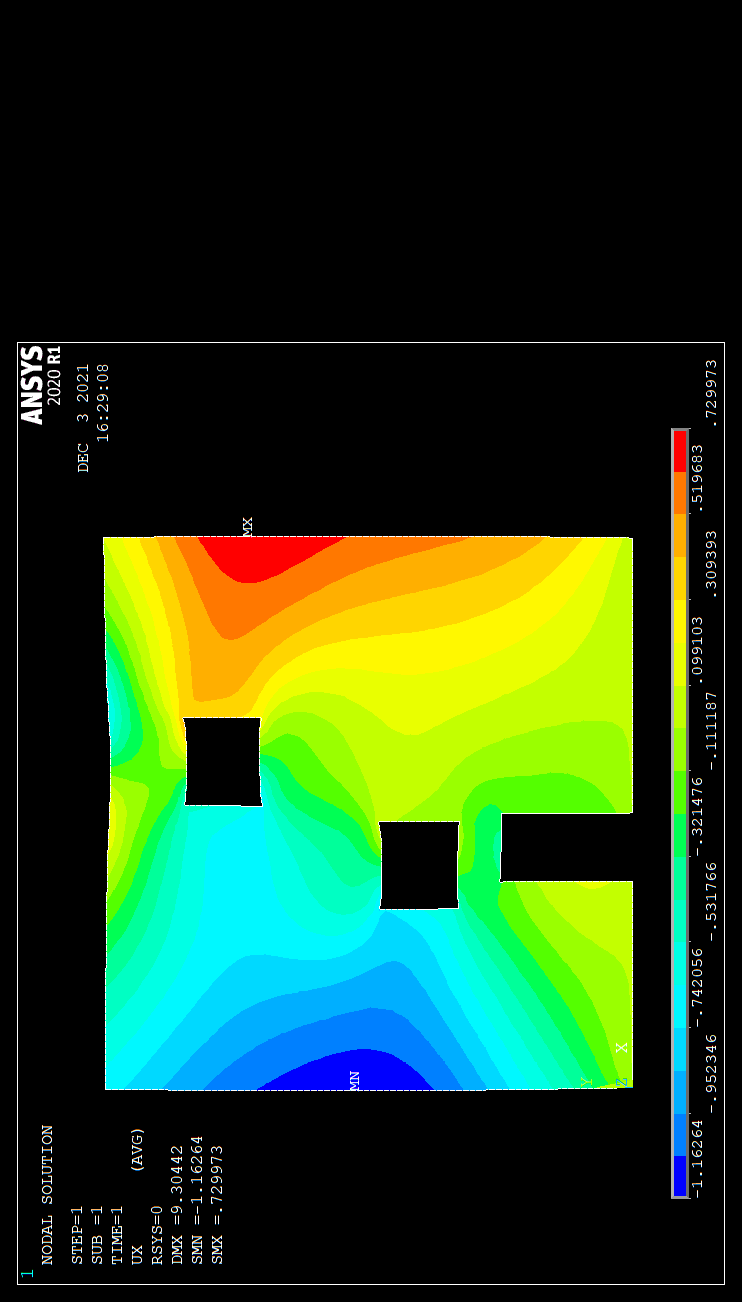 1
NODAL SOLUTION
STEP=1
SUB =1
TIME=1
UX (AVG)
RSYS=0
DMX =9.30442
SMN =-1.16264
SMX =.729973
ANSYS
2020 R1
DEC 3 2021
16:29:08
MX
MN
Y
Z X
-1.16264
-.952346
-.742056
-.531766
-.321476
-.111187
.099103
.309393
.519683
.729973